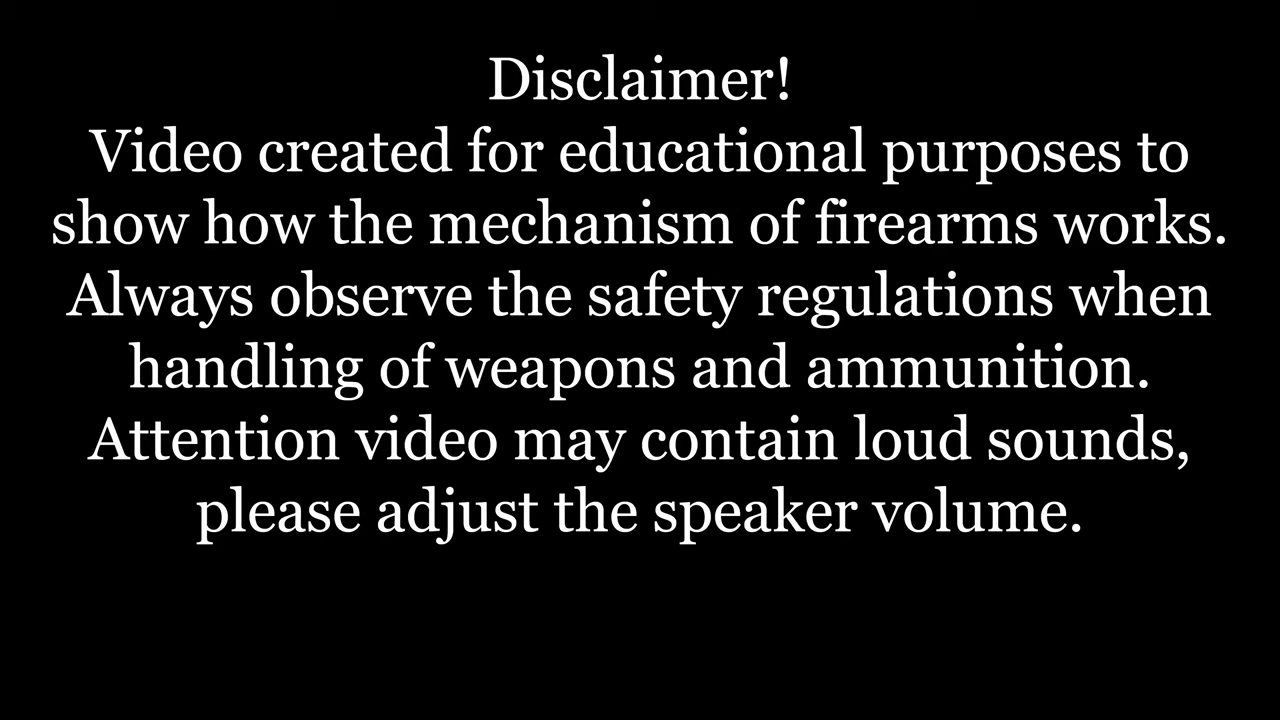 Disclaimer!
Video created for educational purposes to
show how the mechanism of firearms works.
Always observe the safety regulations when
handling of weapons and ammunition.
Attention video may contain loud sounds,
please adjust the speaker volume.